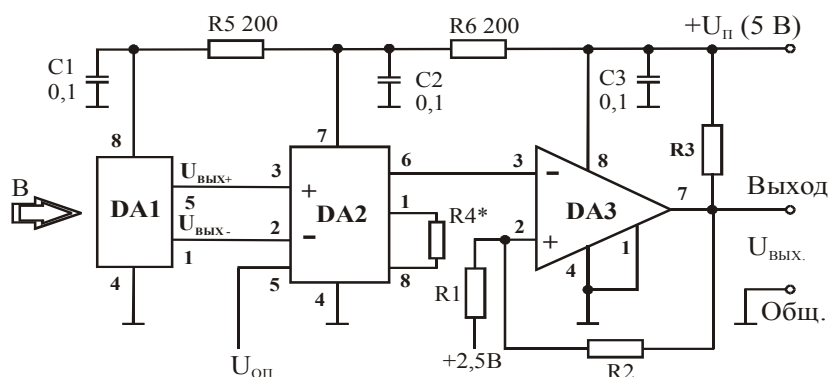 R5 200
R6 200
+Uп (5 В)
C1
0,1
C2
0,1
C3
0,1
8
7
8
R3
B
DA1
Uвых+
5
Uвых-
1
4
3
+
2
-
5
DA2
6
1
8
4
R4*
3
-
2
+
DA3
7
4
1
Выход
Uвых.
Общ.
R1
+2,5В
R2
Uоп